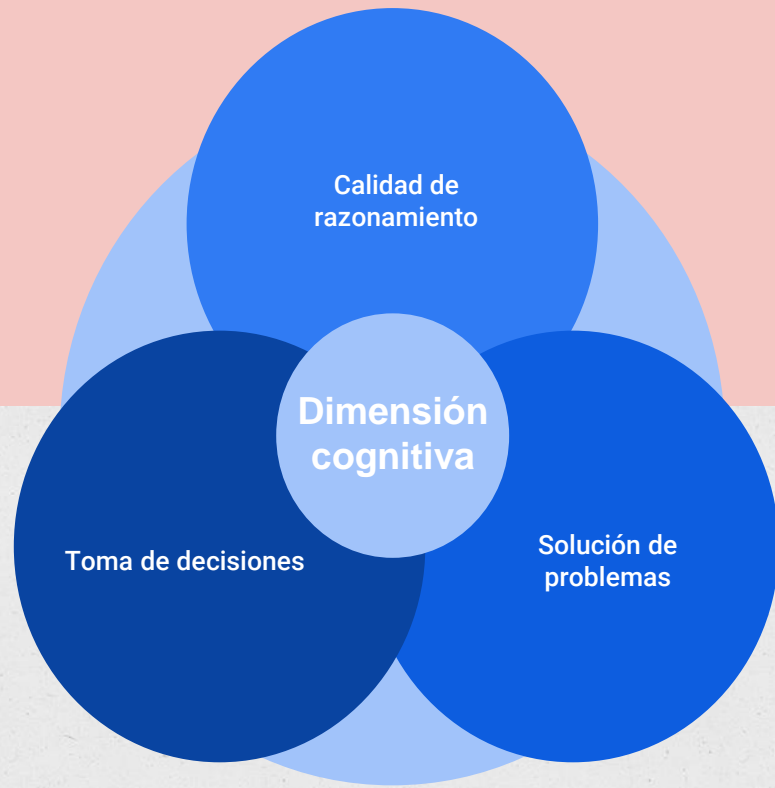 Calidad de
razonamiento
Dimensión
cognitiva
Toma de decisiones
Solución de
problemas